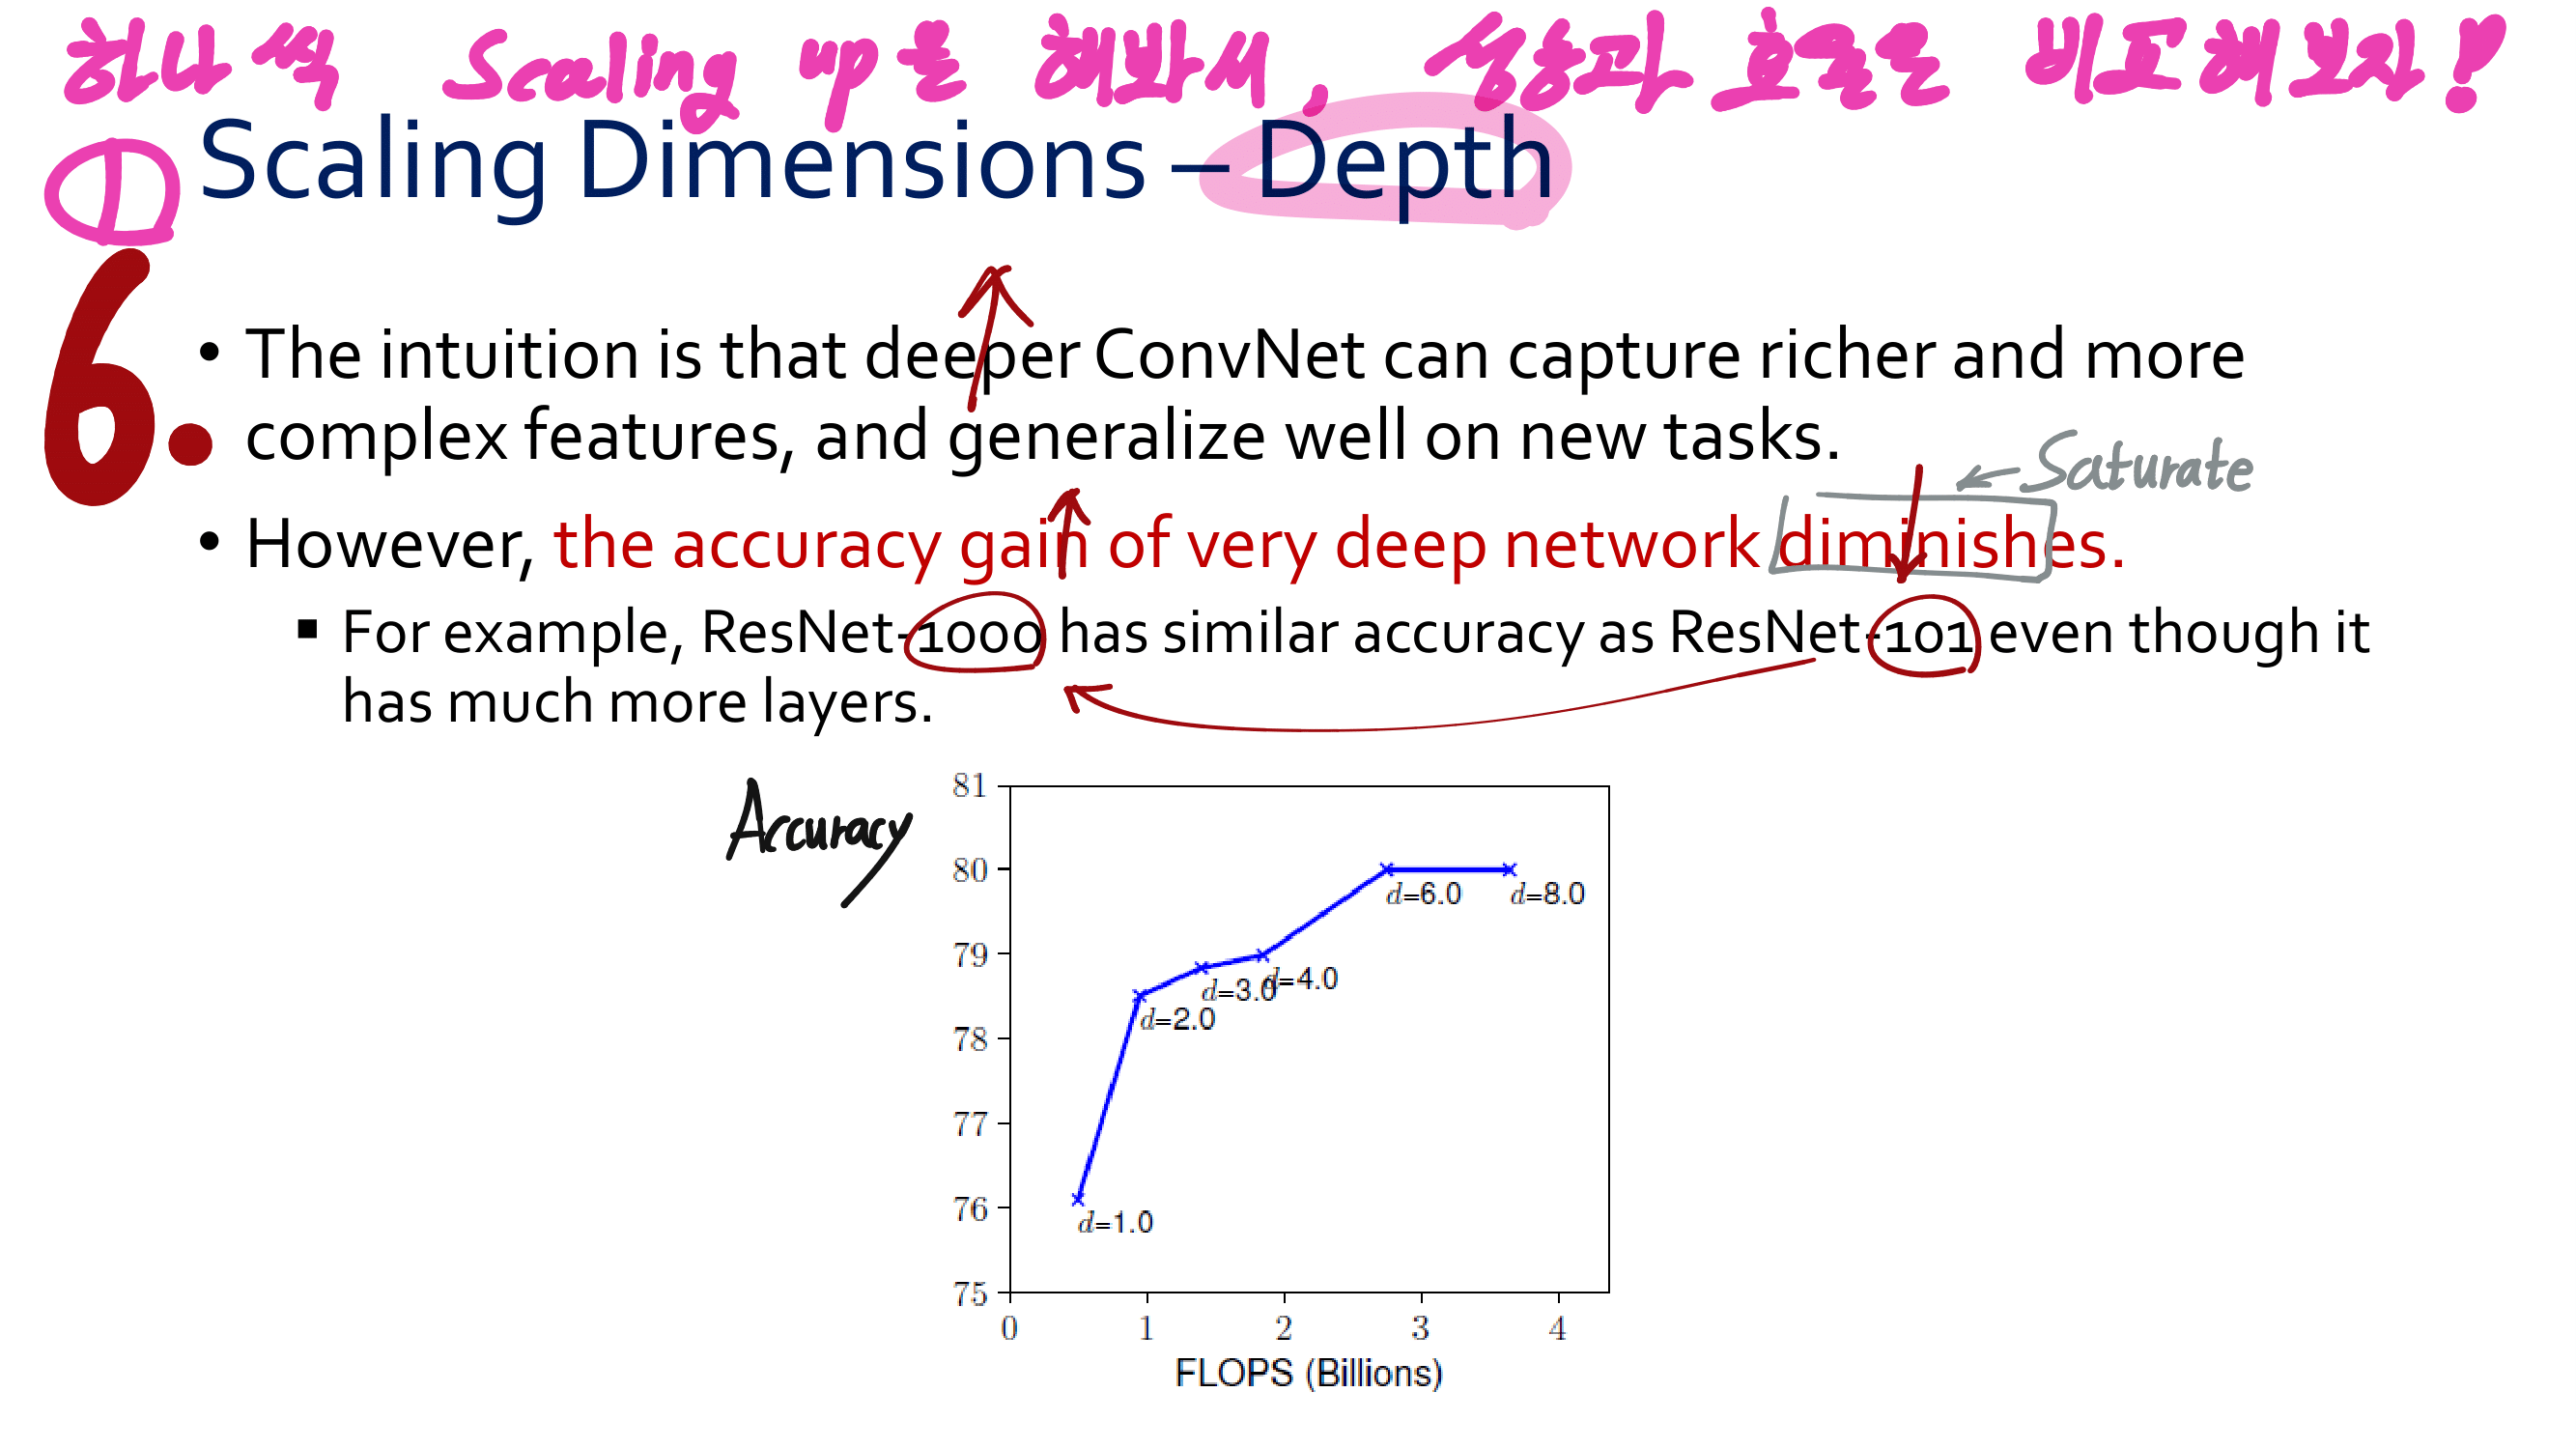 하나씩 Scaling up을 해봐서, 성능과 효율을 비교해보자!
① Scaling Dimensions – Depth
6.
• The intuition is that deeper ConvNet can capture richer and more
complex features, and generalize well on new tasks.
← Saturate
• However, the accuracy gain of very deep network diminishes.
▪ For example, ResNet-1000 has similar accuracy as ResNet-101 even though it
has much more layers.
Accuracy
81
80
d=6.0 d=8.0
79
d=3.0 d=4.0
d=2.0
78
77
76
d=1.0
75
0 1 2 3 4
FLOPS (Billions)